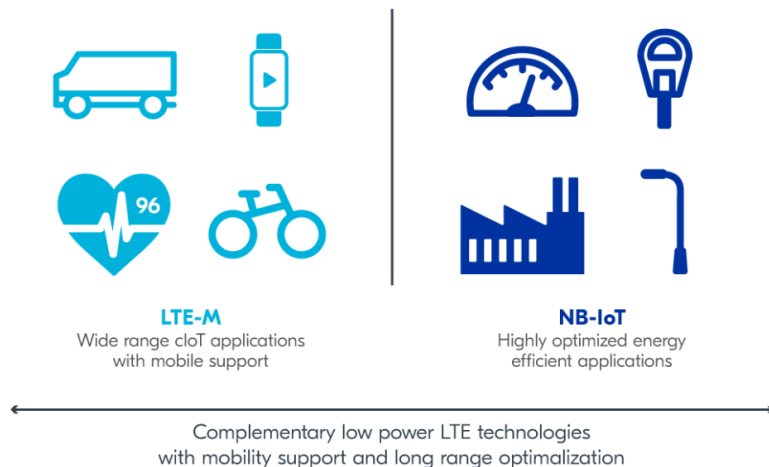 96
LTE-M
Wide range cIoT applications
with mobile support
NB-IoT
Highly optimized energy
efficient applications
Complementary low power LTE technologies
with mobility support and long range optimalization